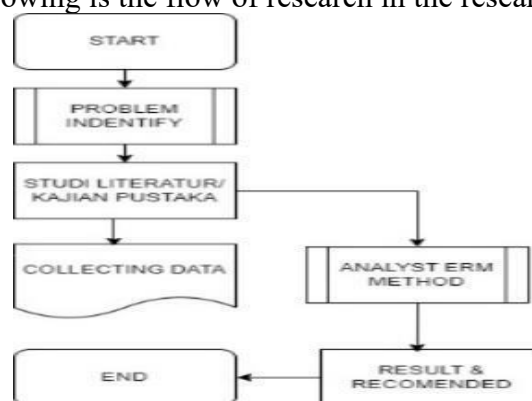 owing is the flow of research in the resear
START
PROBLEM
INDENTIFY
STUDI LITERATUR/
KAJIAN PUSTAKA
COLLECTING DATA
ANALYST ERM
METHOD
RESULT &
RECOMENDED
END